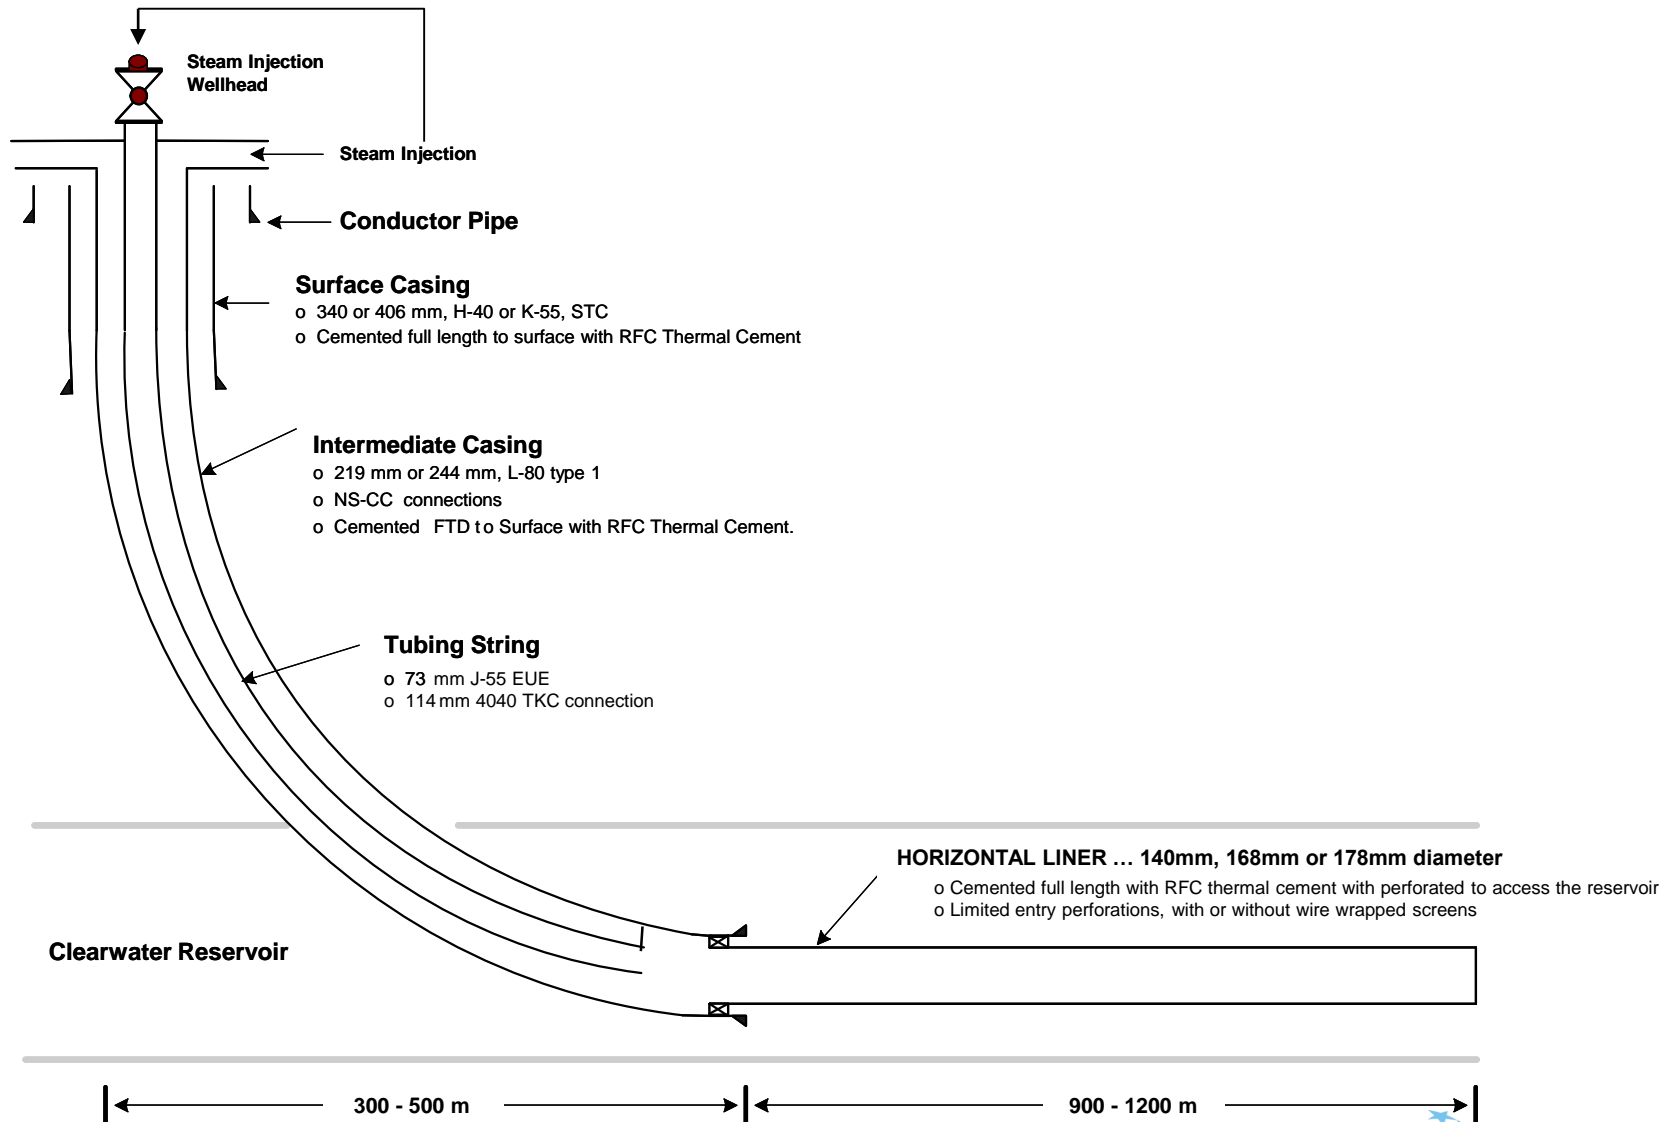 Steam Injection
Wellhead
Steam Injection
Conductor Pipe
Surface Casing
o 340 or 406 mm, H-40 or K-55, STC
o Cemented full length to surface with RFC Thermal Cement
Intermediate Casing
o 219 mm or 244 mm, L-80 type 1
o NS-CC connections
o Cemented FTD to Surface with RFC Thermal Cement.
Tubing String
o 73 mm J-55 EUE
o 114 mm 4040 TKC connection
HORIZONTAL LINER … 140mm, 168mm or 178mm diameter
o Cemented full length with RFC thermal cement with perforated to access the reservoir
o Limited entry perforations, with or without wire wrapped screens
Clearwater Reservoir
300 - 500 m
900 - 1200 m